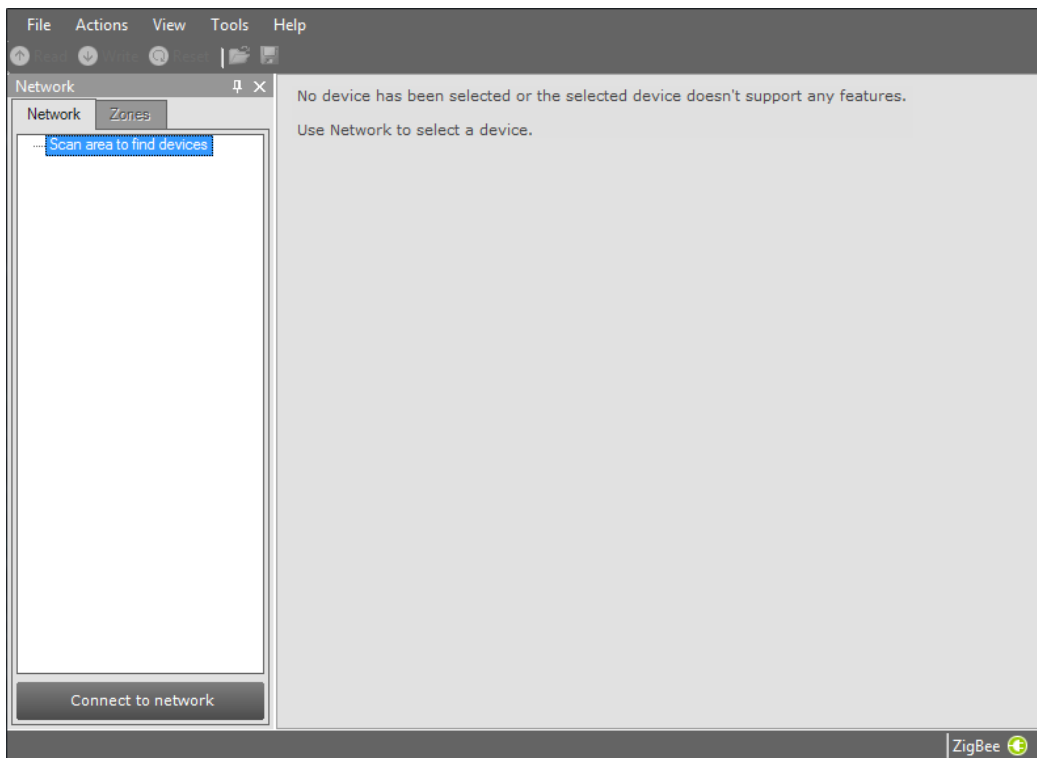 File Actions View Tools Help
Read Write Reset
Network
Network Zones
Scan area to find devices
Connect to network
No device has been selected or the selected device doesn't support any features.
Use Network to select a device.
ZigBee